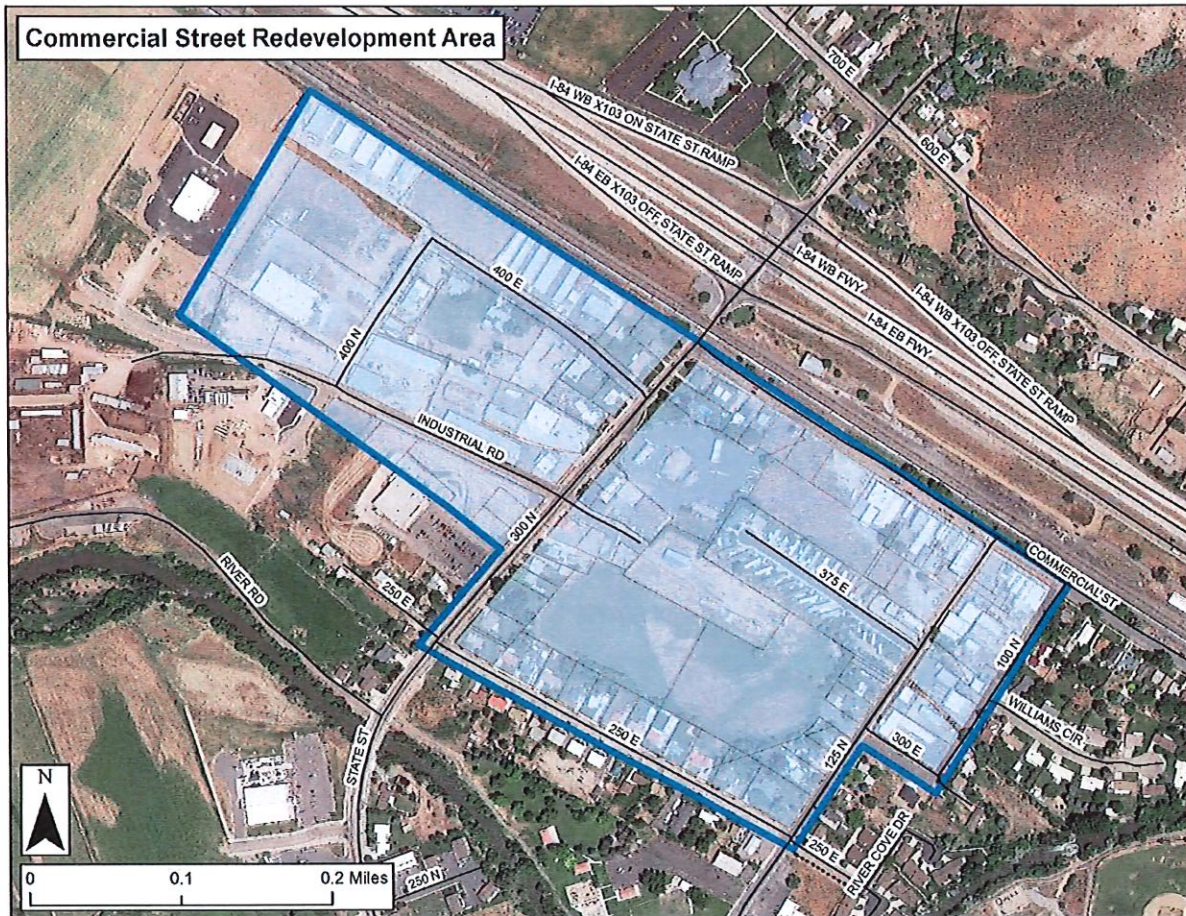 Commercial Street Redevelopment Area
700 E
I-84 WB X103 ON STATE ST RAMP
600 E
I-84 EB X103 OFF STATE ST RAMP
I-84 WB FWY
I-84 WB X103 OFF STATE ST RAMP
I-84 EB FWY
400 E
400 N
INDUSTRIAL RD
300 N
RIVER RD
250 E
375 E
COMMERCIAL ST
100 N
WILLIAMS CIR
STATE ST
250 E
125 N
300 E
250 E
RIVER COVE DR
250 N
N
0 0.1 0.2 Miles